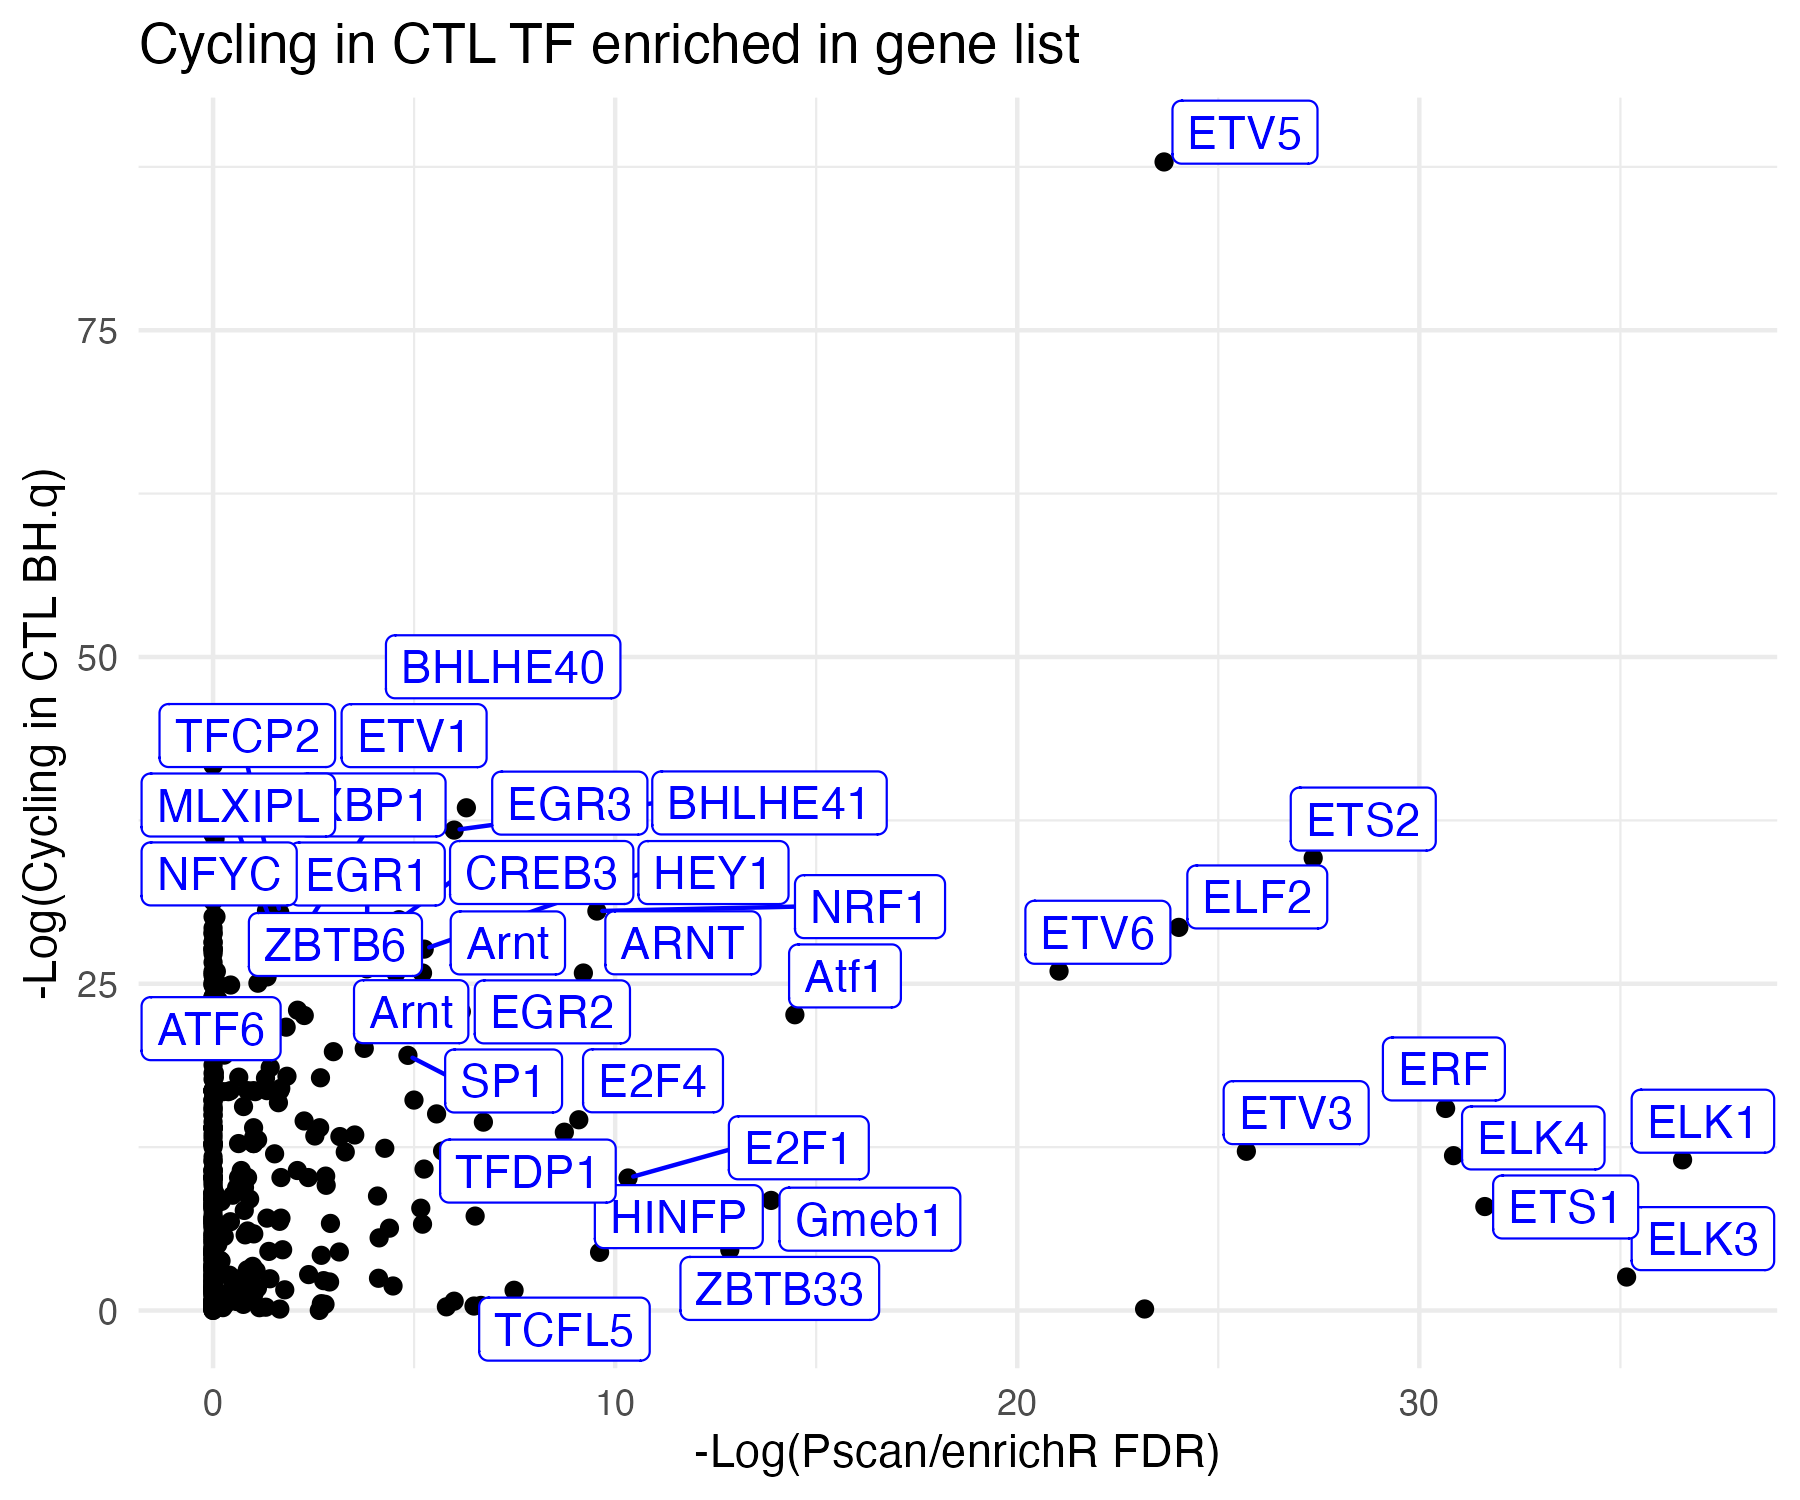 Cycling in CTL TF enriched in gene list
-Log(Cycling in CTL BH.q)
75
50
25
0
ETV5
BHLHE40
TFCP2
ETV1
MLXIPL
XBP1
EGR3
BHLHE41
ETS2
NFYC
EGR1
CREB3
HEY1
NRF1
ELF2
ETV6
ZBTB6
Arnt
ARNT
Atf1
ATF6
Arnt
EGR2
SP1
E2F4
ERF
ETV3
ELK1
ELK4
E2F1
TFDP1
HINFP
Gmeb1
ETS1
ELK3
ZBTB33
TCFL5
0
10
20
30
-Log(Pscan/enrichR FDR)